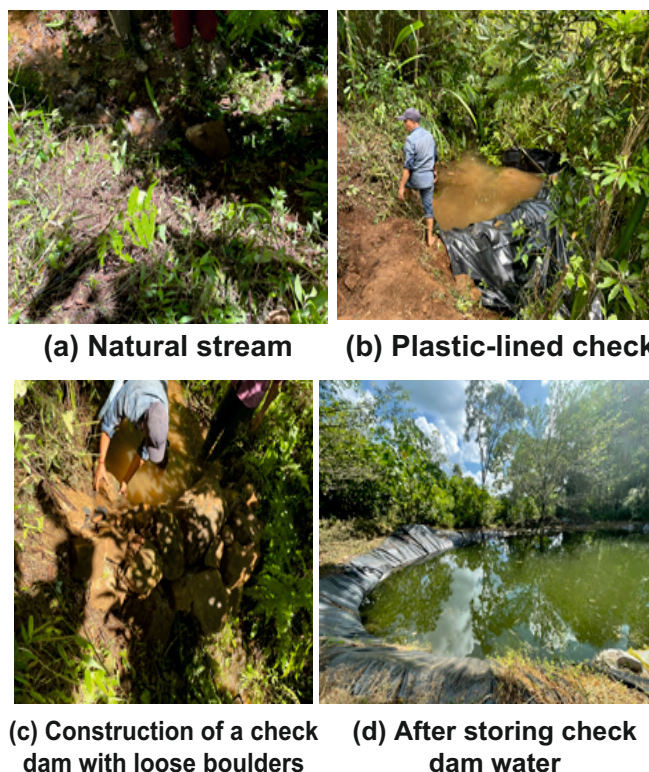 (a) Natural stream
(b) Plastic-lined check
(c) Construction of a check
dam with loose boulders
(d) After storing check
dam water